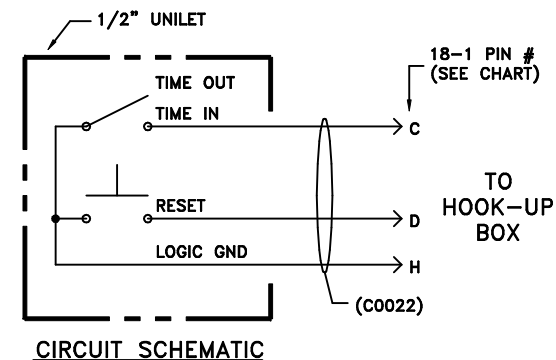 1/2" UNILET
18-1 PIN #
(SEE CHART)
TIME OUT
TIME IN
C
TO
HOOK-UP
BOX
RESET
D
LOGIC GND
H
(C0022)
CIRCUIT SCHEMATIC